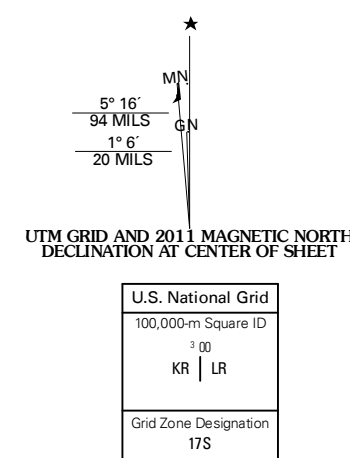 ★
MN
5° 16´
94 MILS
GN
1° 6´
20 MILS
UTM GRID AND 2011 MAGNETIC NORTH
DECLINATION AT CENTER OF SHEET
U.S. National Grid
100,000-m Square ID
3 00
KR LR
Grid Zone Designation
17S